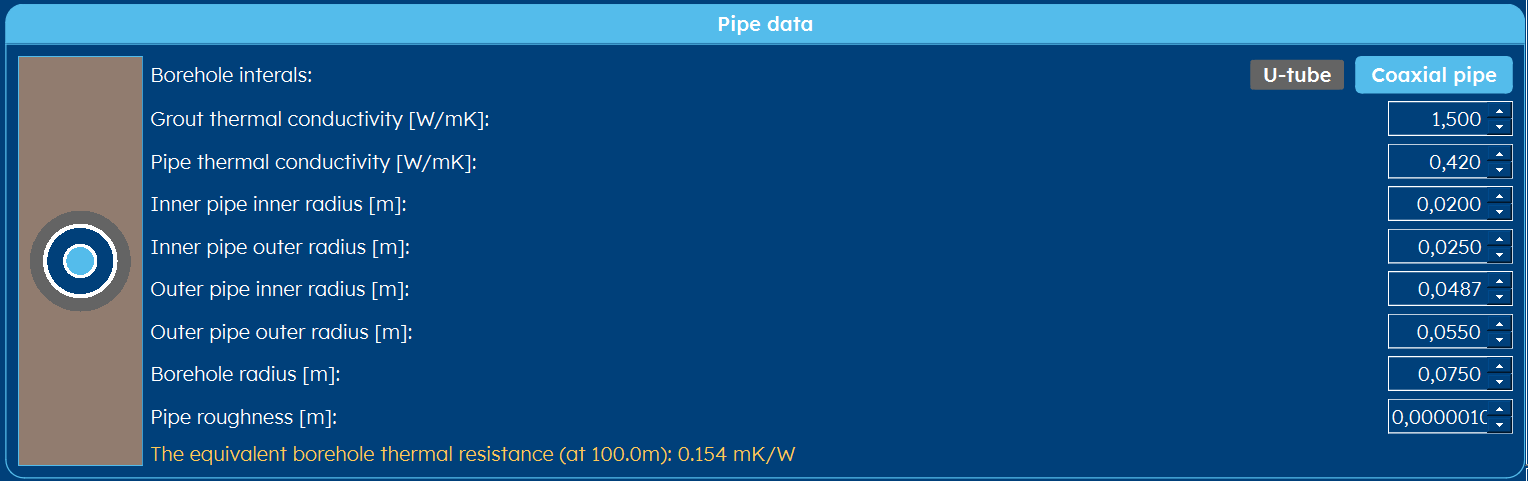 Pipe data
Borehole interals: U-tube Coaxial pipe
Grout thermal conductivity [W/mK]: 1,500
Pipe thermal conductivity [W/mK]: 0,420
Inner pipe inner radius [m]: 0,0200
Inner pipe outer radius [m]: 0,0250
Outer pipe inner radius [m]: 0,0487
Outer pipe outer radius [m]: 0,0550
Borehole radius [m]: 0,0750
Pipe roughness [m]: 0,0000010
The equivalent borehole thermal resistance (at 100.0m): 0.154 mK/W